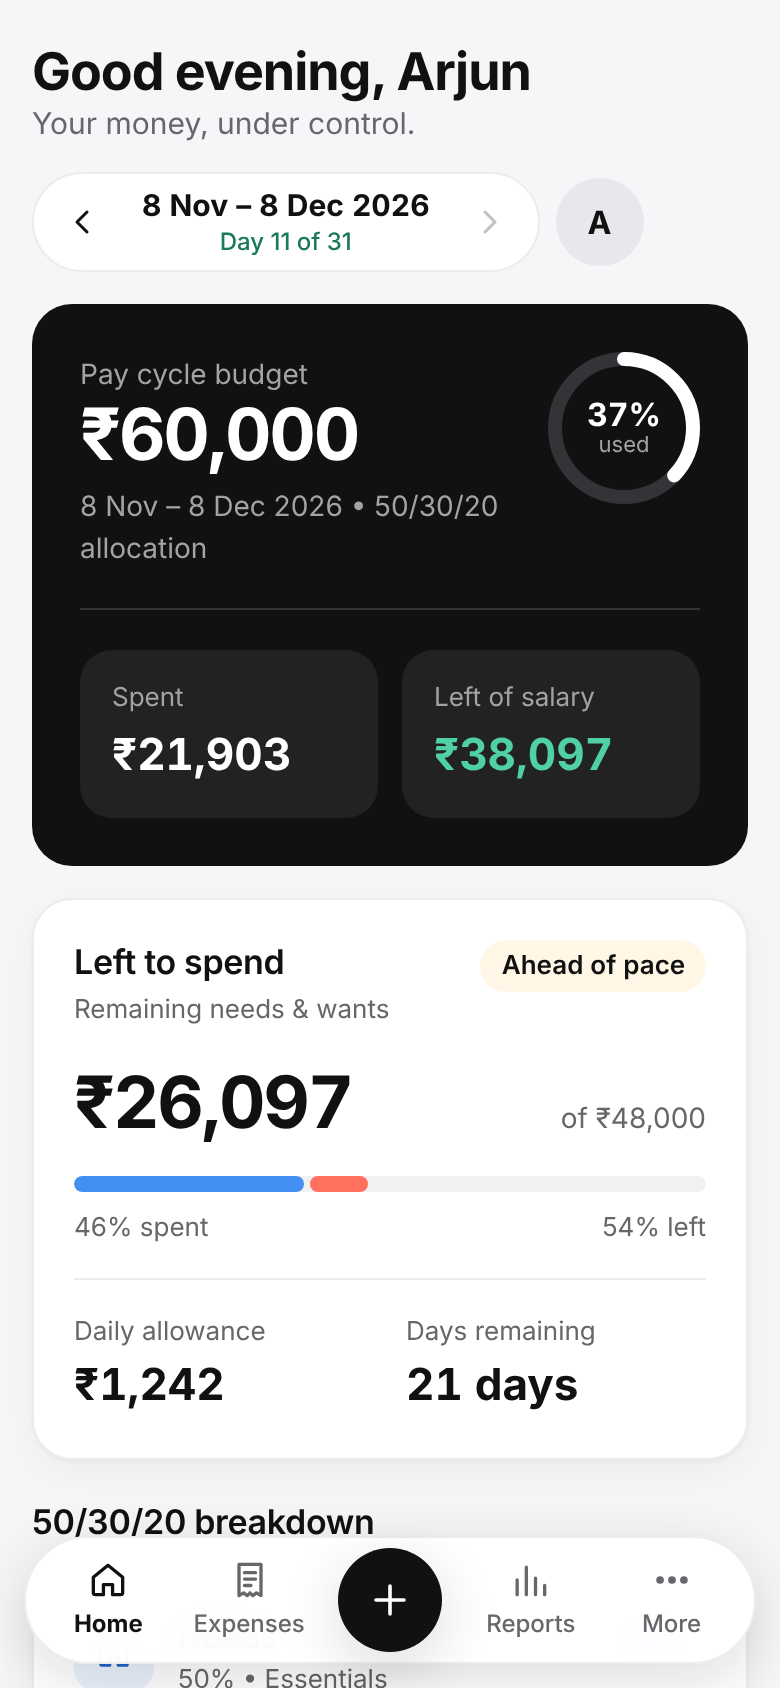 Good evening, Arjun
Your money, under control.
8 Nov – 8 Dec 2026
Day 11 of 31
A
Pay cycle budget
₹60,000
37%
used
8 Nov – 8 Dec 2026 • 50/30/20
allocation
Spent
₹21,903
Left of salary
₹38,097
Left to spend
Ahead of pace
Remaining needs & wants
₹26,097
of ₹48,000
46% spent
54% left
Daily allowance
₹1,242
Days remaining
21 days
50/30/20 breakdown
Home
Expenses
Reports
More
50% • Essentials